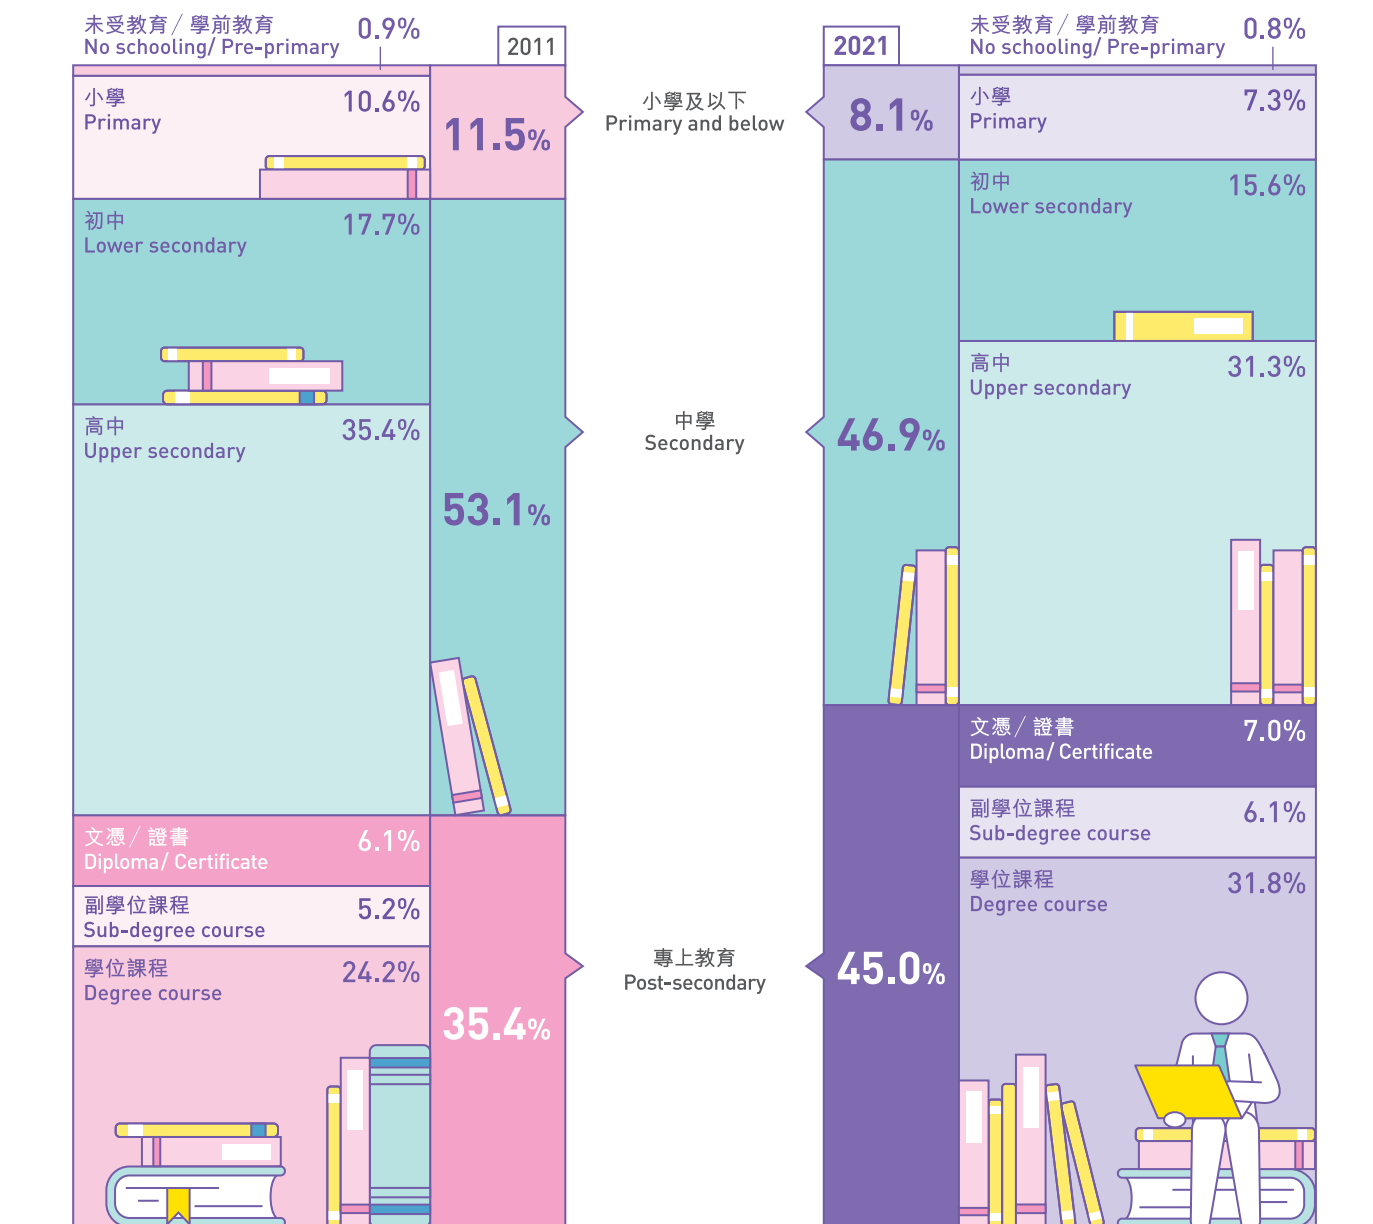 未受教育／學前教育 0.9%
No schooling/ Pre-primary
2011
小學 10.6%
Primary
11.5%
初中 17.7%
Lower secondary
高中 35.4%
Upper secondary
53.1%
文憑／證書 6.1%
Diploma/ Certificate
副學位課程 5.2%
Sub-degree course
學位課程 24.2%
Degree course
35.4%
小學及以下
Primary and below
中學
Secondary
專上教育
Post-secondary
2021
未受教育／學前教育 0.8%
No schooling/ Pre-primary
8.1%
小學 7.3%
Primary
46.9%
初中 15.6%
Lower secondary
高中 31.3%
Upper secondary
45.0%
文憑／證書 7.0%
Diploma/ Certificate
副學位課程 6.1%
Sub-degree course
學位課程 31.8%
Degree course